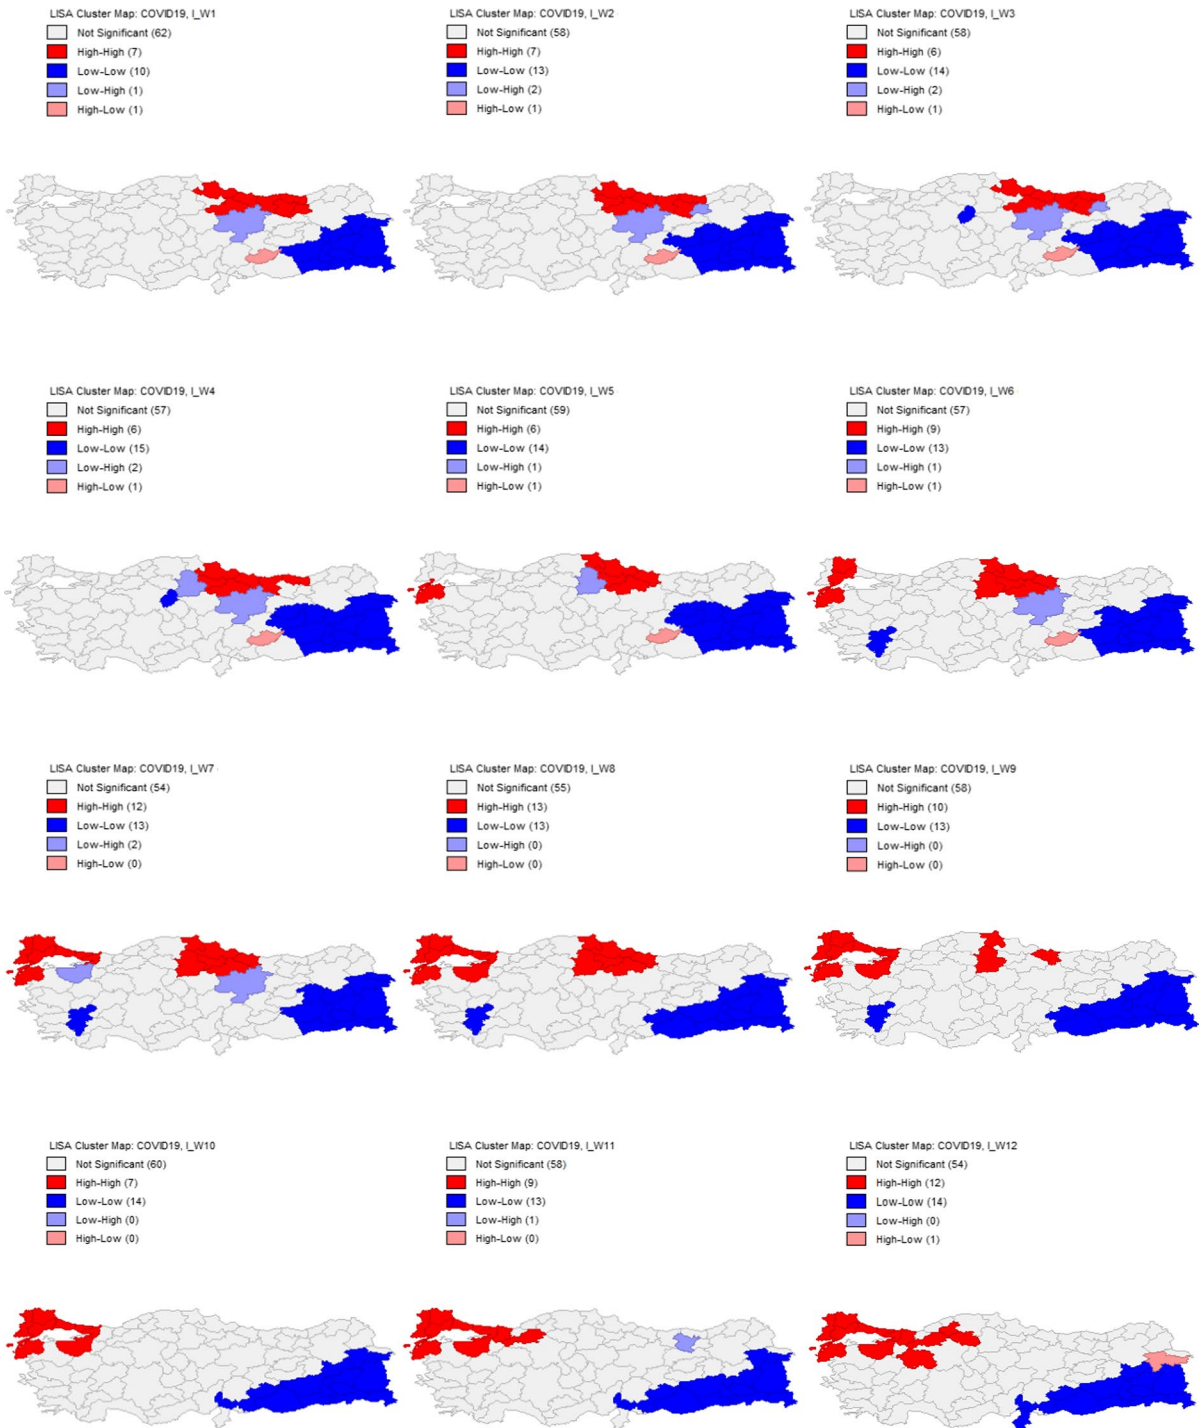 LISA Cluster Map: COVID19, I_W1
Not Significant (62)
High-High (7)
Low-Low (10)
Low-High (1)
High-Low (1)
LISA Cluster Map: COVID19, I_W2
Not Significant (58)
High-High (7)
Low-Low (13)
Low-High (2)
High-Low (1)
LISA Cluster Map: COVID19, I_W3
Not Significant (58)
High-High (6)
Low-Low (14)
Low-High (2)
High-Low (1)
LISA Cluster Map: COVID19, I_W4
Not Significant (57)
High-High (6)
Low-Low (15)
Low-High (2)
High-Low (1)
LISA Cluster Map: COVID19, I_W5
Not Significant (59)
High-High (6)
Low-Low (14)
Low-High (1)
High-Low (1)
LISA Cluster Map: COVID19, I_W6
Not Significant (57)
High-High (9)
Low-Low (13)
Low-High (1)
High-Low (1)
LISA Cluster Map: COVID19, I_W7
Not Significant (54)
High-High (12)
Low-Low (13)
Low-High (2)
High-Low (0)
LISA Cluster Map: COVID19, I_W8
Not Significant (55)
High-High (13)
Low-Low (13)
Low-High (0)
High-Low (0)
LISA Cluster Map: COVID19, I_W9
Not Significant (58)
High-High (10)
Low-Low (13)
Low-High (0)
High-Low (0)
LISA Cluster Map: COVID19, I_W10
Not Significant (60)
High-High (7)
Low-Low (14)
Low-High (0)
High-Low (0)
LISA Cluster Map: COVID19, I_W11
Not Significant (58)
High-High (9)
Low-Low (13)
Low-High (1)
High-Low (0)
LISA Cluster Map: COVID19, I_W12
Not Significant (54)
High-High (12)
Low-Low (14)
Low-High (0)
High-Low (1)